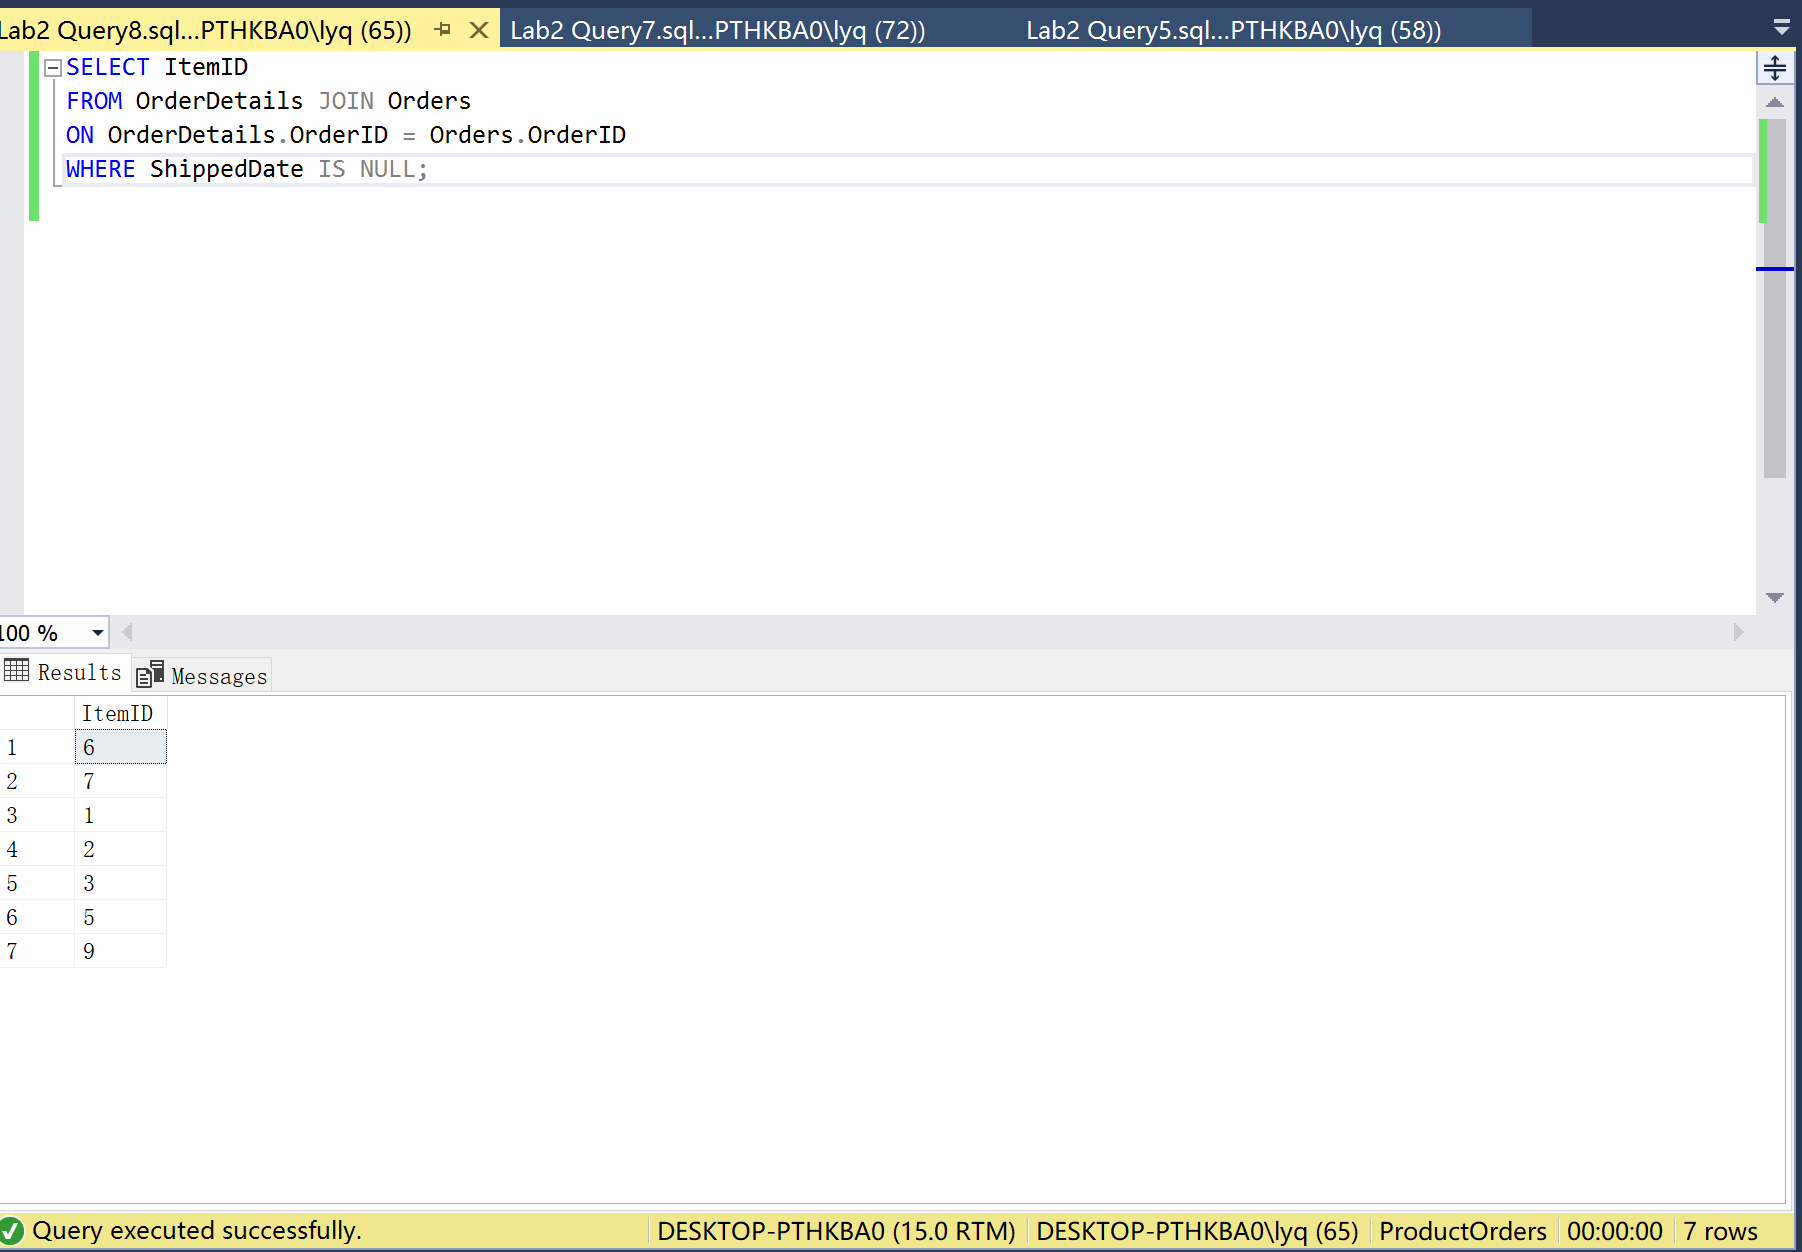 Lab2 Query8.sql...PTHKBA0\lyq (65)) Lab2 Query7.sql...PTHKBA0\lyq (72)) Lab2 Query5.sql...PTHKBA0\lyq (58))
SELECT ItemID
FROM OrderDetails JOIN Orders
ON OrderDetails.OrderID = Orders.OrderID
WHERE ShippedDate IS NULL;
100 %
Results Messages
ItemID
1 6
2 7
3 1
4 2
5 3
6 5
7 9
Query executed successfully. DESKTOP-PTHKBA0 (15.0 RTM) DESKTOP-PTHKBA0\lyq (65) ProductOrders 00:00:00 7 rows